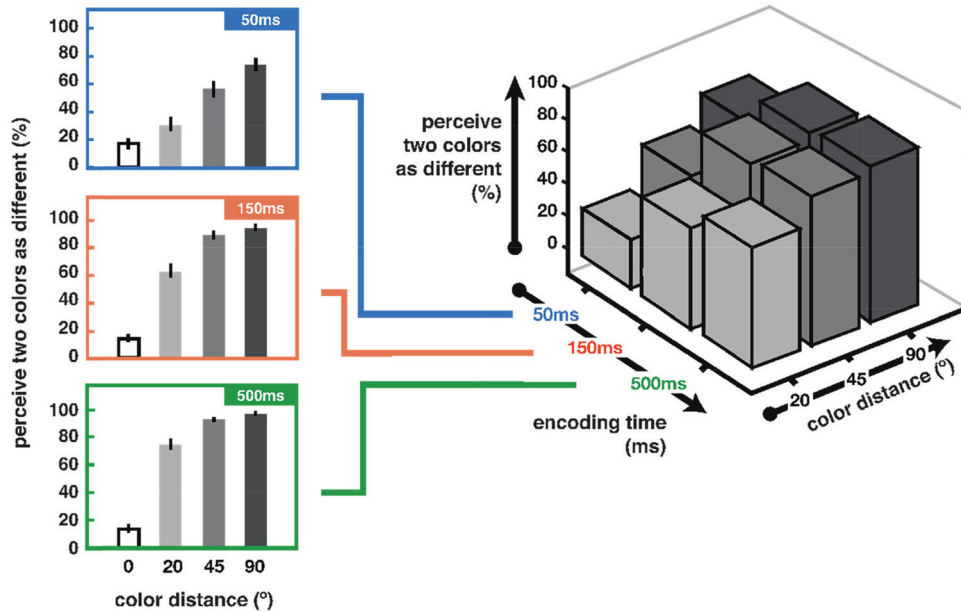 perceive two colors as different (%)
50ms
100
80
60
40
20
0
150ms
100
80
60
40
20
0
500ms
100
80
60
40
20
0
0 20 45 90
color distance (º)
perceive
two colors
as different
(%)
100
80
60
40
20
0
50ms
150ms
500ms
encoding time
(ms)
20 45 90
color distance (º)